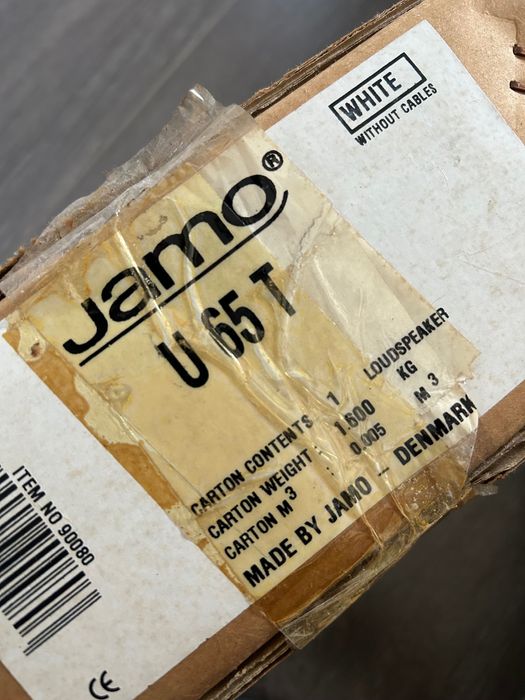 WHITE
WITHOUT CABLES
Jamo®
U 65 T
CARTON CONTENTS : 1 LOUDSPEAKER
CARTON WEIGHT : 1.600 KG
CARTON M3 : 0.005 M3
MADE BY JAMO – DENMARK
ITEM NO 90080
CE